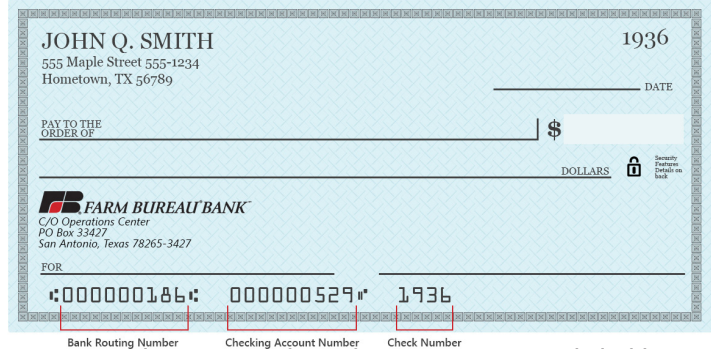 JOHN Q. SMITH
1936
555 Maple Street 555-1234
Hometown, TX 56789
DATE
PAY TO THE
ORDER OF
$
DOLLARS
Security
Features
Details on
back
FARM BUREAU BANK
C/O Operations Center
PO Box 33427
San Antonio, Texas 78265-3427
FOR
⑆000000186⑆ 000000529⑈ 1936
Bank Routing Number Checking Account Number Check Number